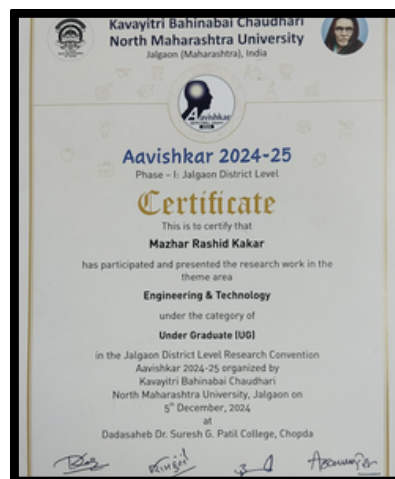 Kavayitri Bahinabai Chaudhari
North Maharashtra University
Jalgaon (Maharashtra), India
Aavishkar
Aavishkar 2024-25
Phase – I: Jalgaon District Level
Certificate
This is to certify that
Mazhar Rashid Kakar
has participated and presented the research work in the
theme area
Engineering & Technology
under the category of
Under Graduate (UG)
in the Jalgaon District Level Research Convention
Aavishkar 2024-25 organized by
Kavayitri Bahinabai Chaudhari
North Maharashtra University, Jalgaon on
5th December, 2024
at
Dadasaheb Dr. Suresh G. Patil College, Chopda